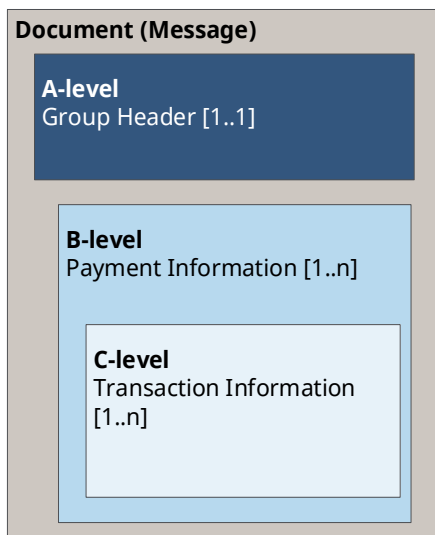 Document (Message)
A-level
Group Header [1..1]
B-level
Payment Information [1..n]
C-level
Transaction Information
[1..n]